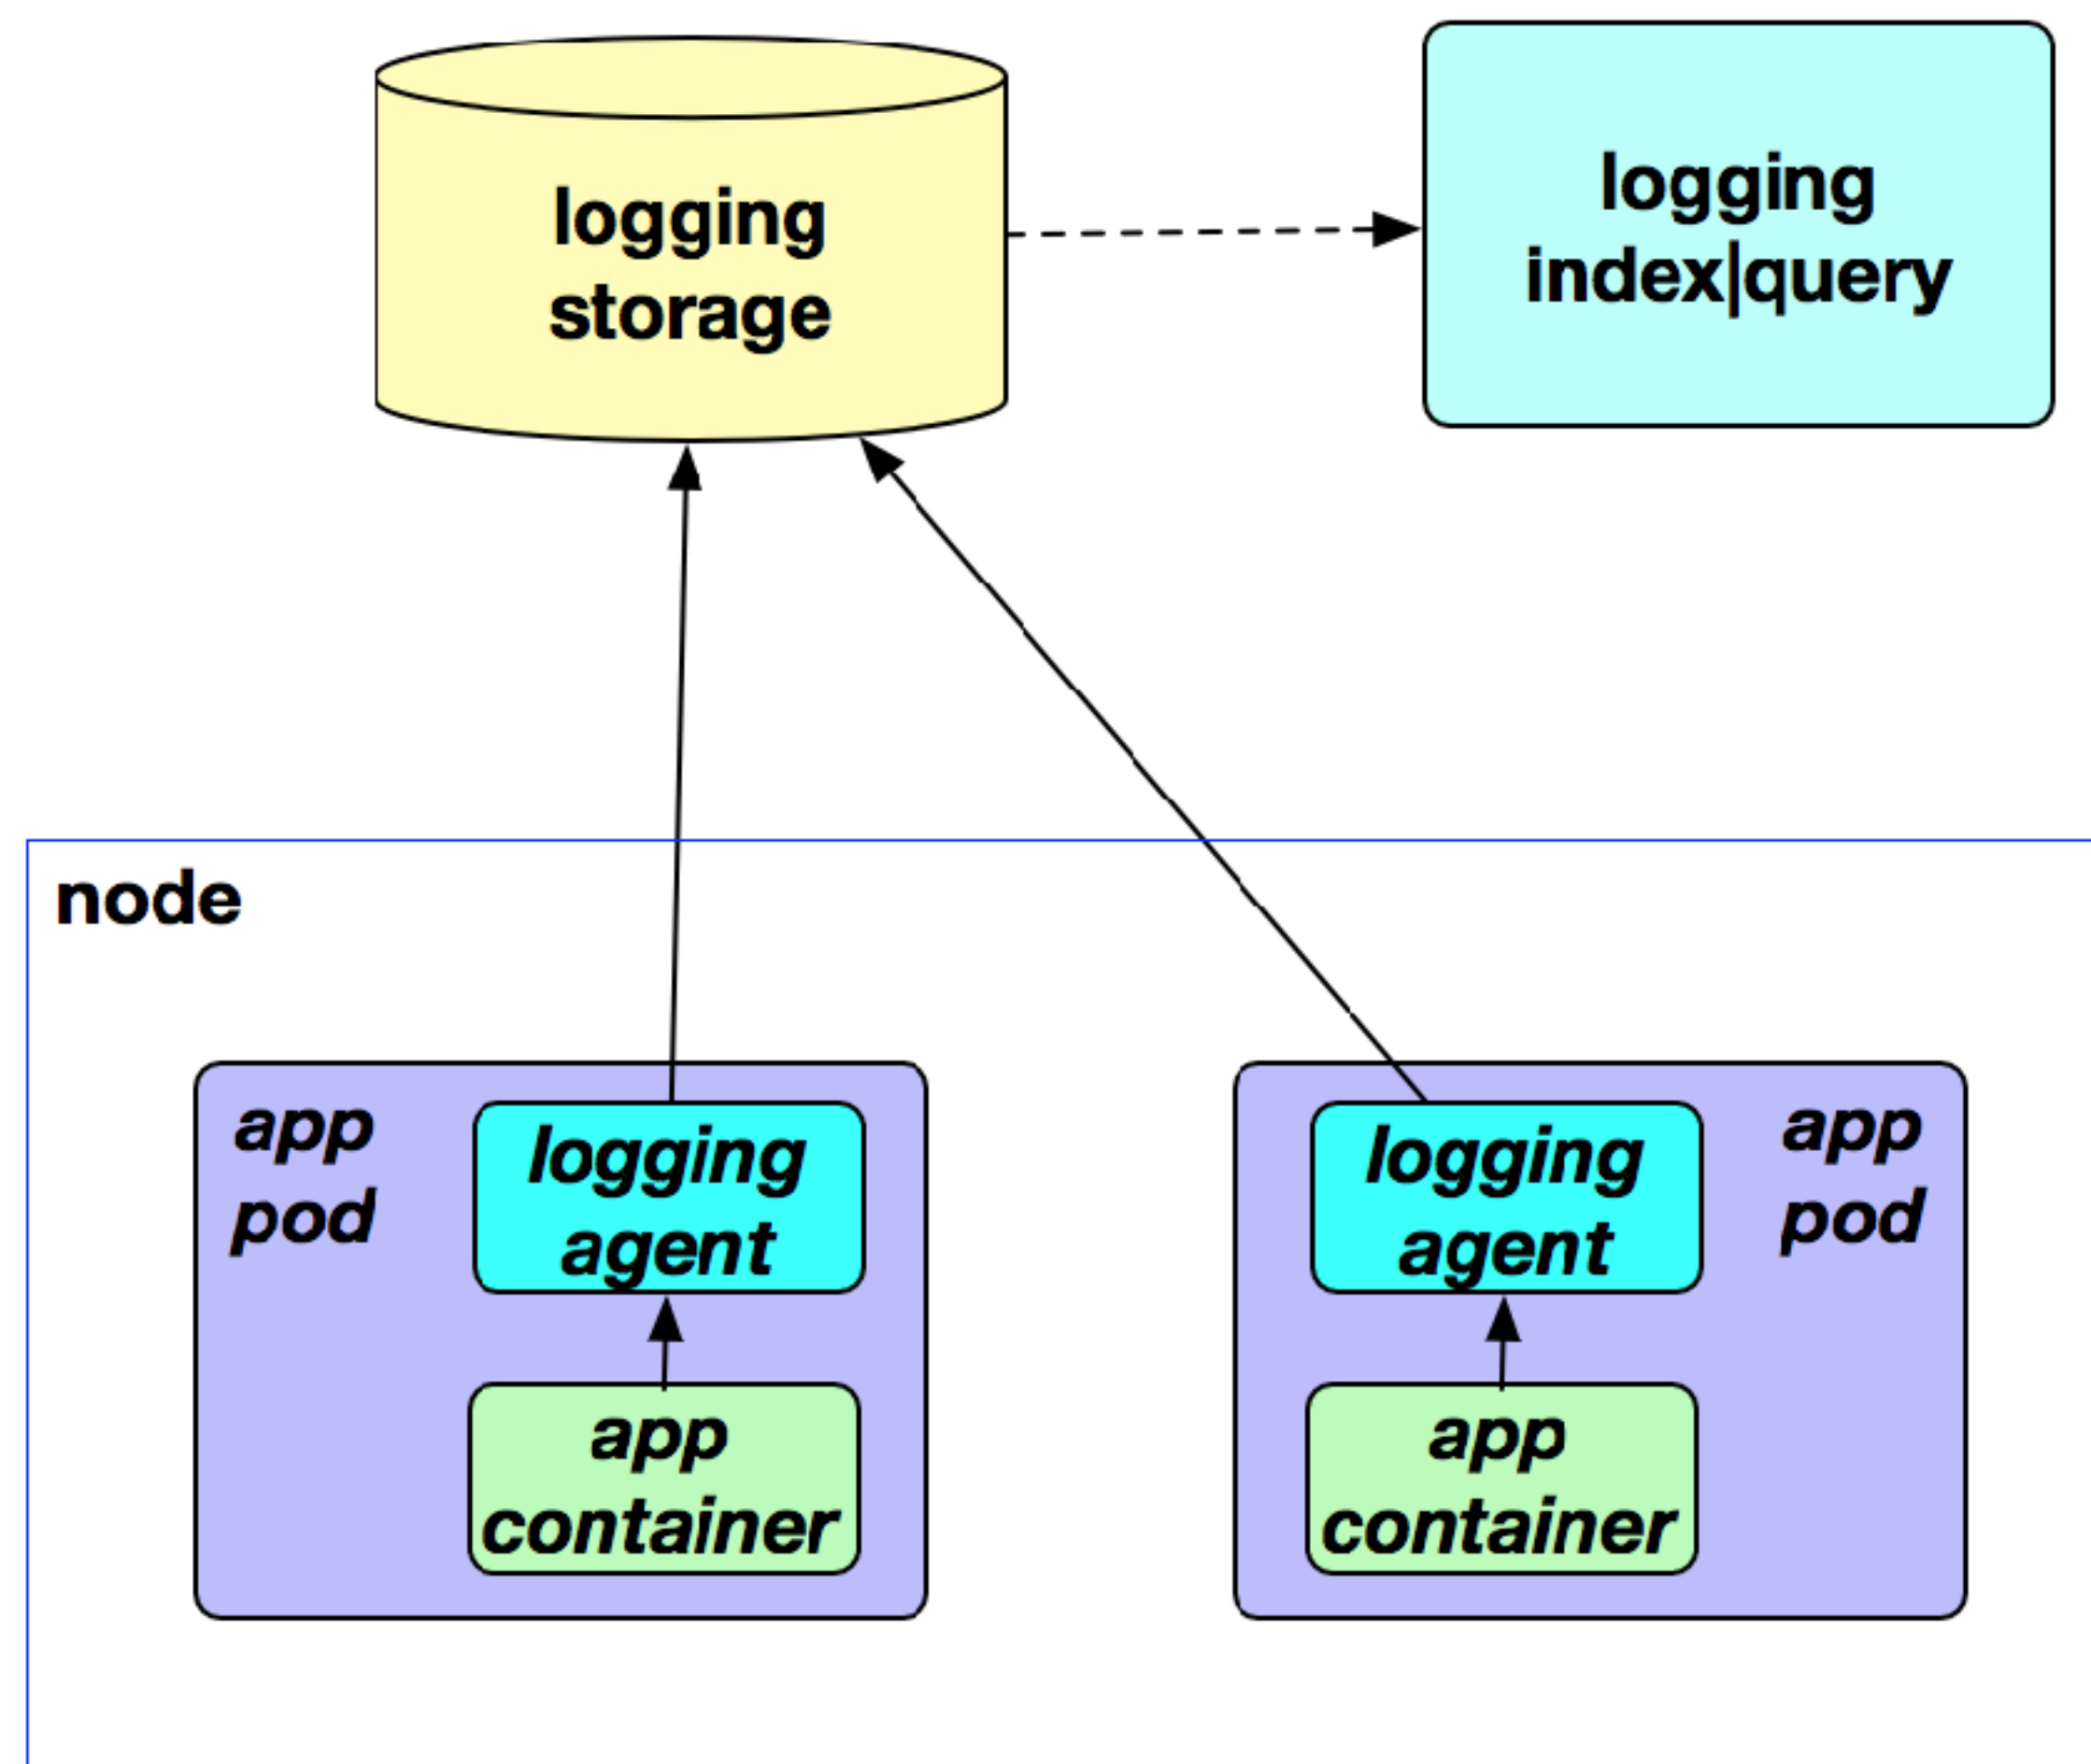 logging
storage
logging
index|query
node
app
pod
logging
agent
app
container
logging
agent
app
pod
app
container